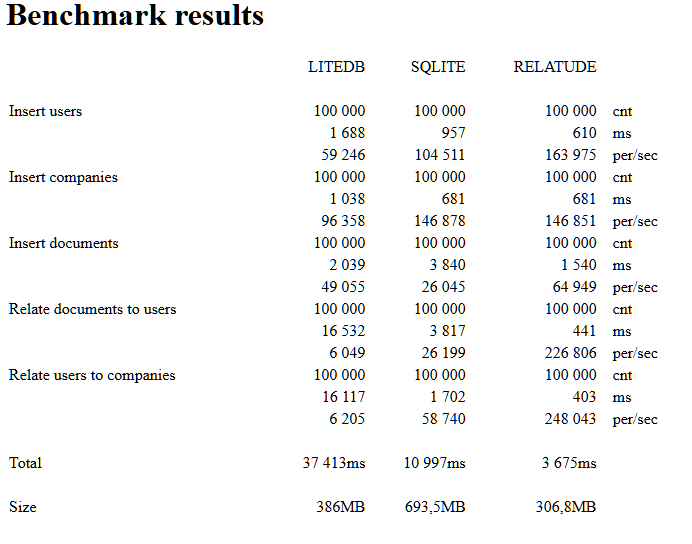 Benchmark results
LITEDB SQLITE RELATUDE
Insert users 100 000 100 000 100 000 cnt
1 688 957 610 ms
59 246 104 511 163 975 per/sec
Insert companies 100 000 100 000 100 000 cnt
1 038 681 681 ms
96 358 146 878 146 851 per/sec
Insert documents 100 000 100 000 100 000 cnt
2 039 3 840 1 540 ms
49 055 26 045 64 949 per/sec
Relate documents to users 100 000 100 000 100 000 cnt
16 532 3 817 441 ms
6 049 26 199 226 806 per/sec
Relate users to companies 100 000 100 000 100 000 cnt
16 117 1 702 403 ms
6 205 58 740 248 043 per/sec
Total 37 413ms 10 997ms 3 675ms
Size 386MB 693,5MB 306,8MB